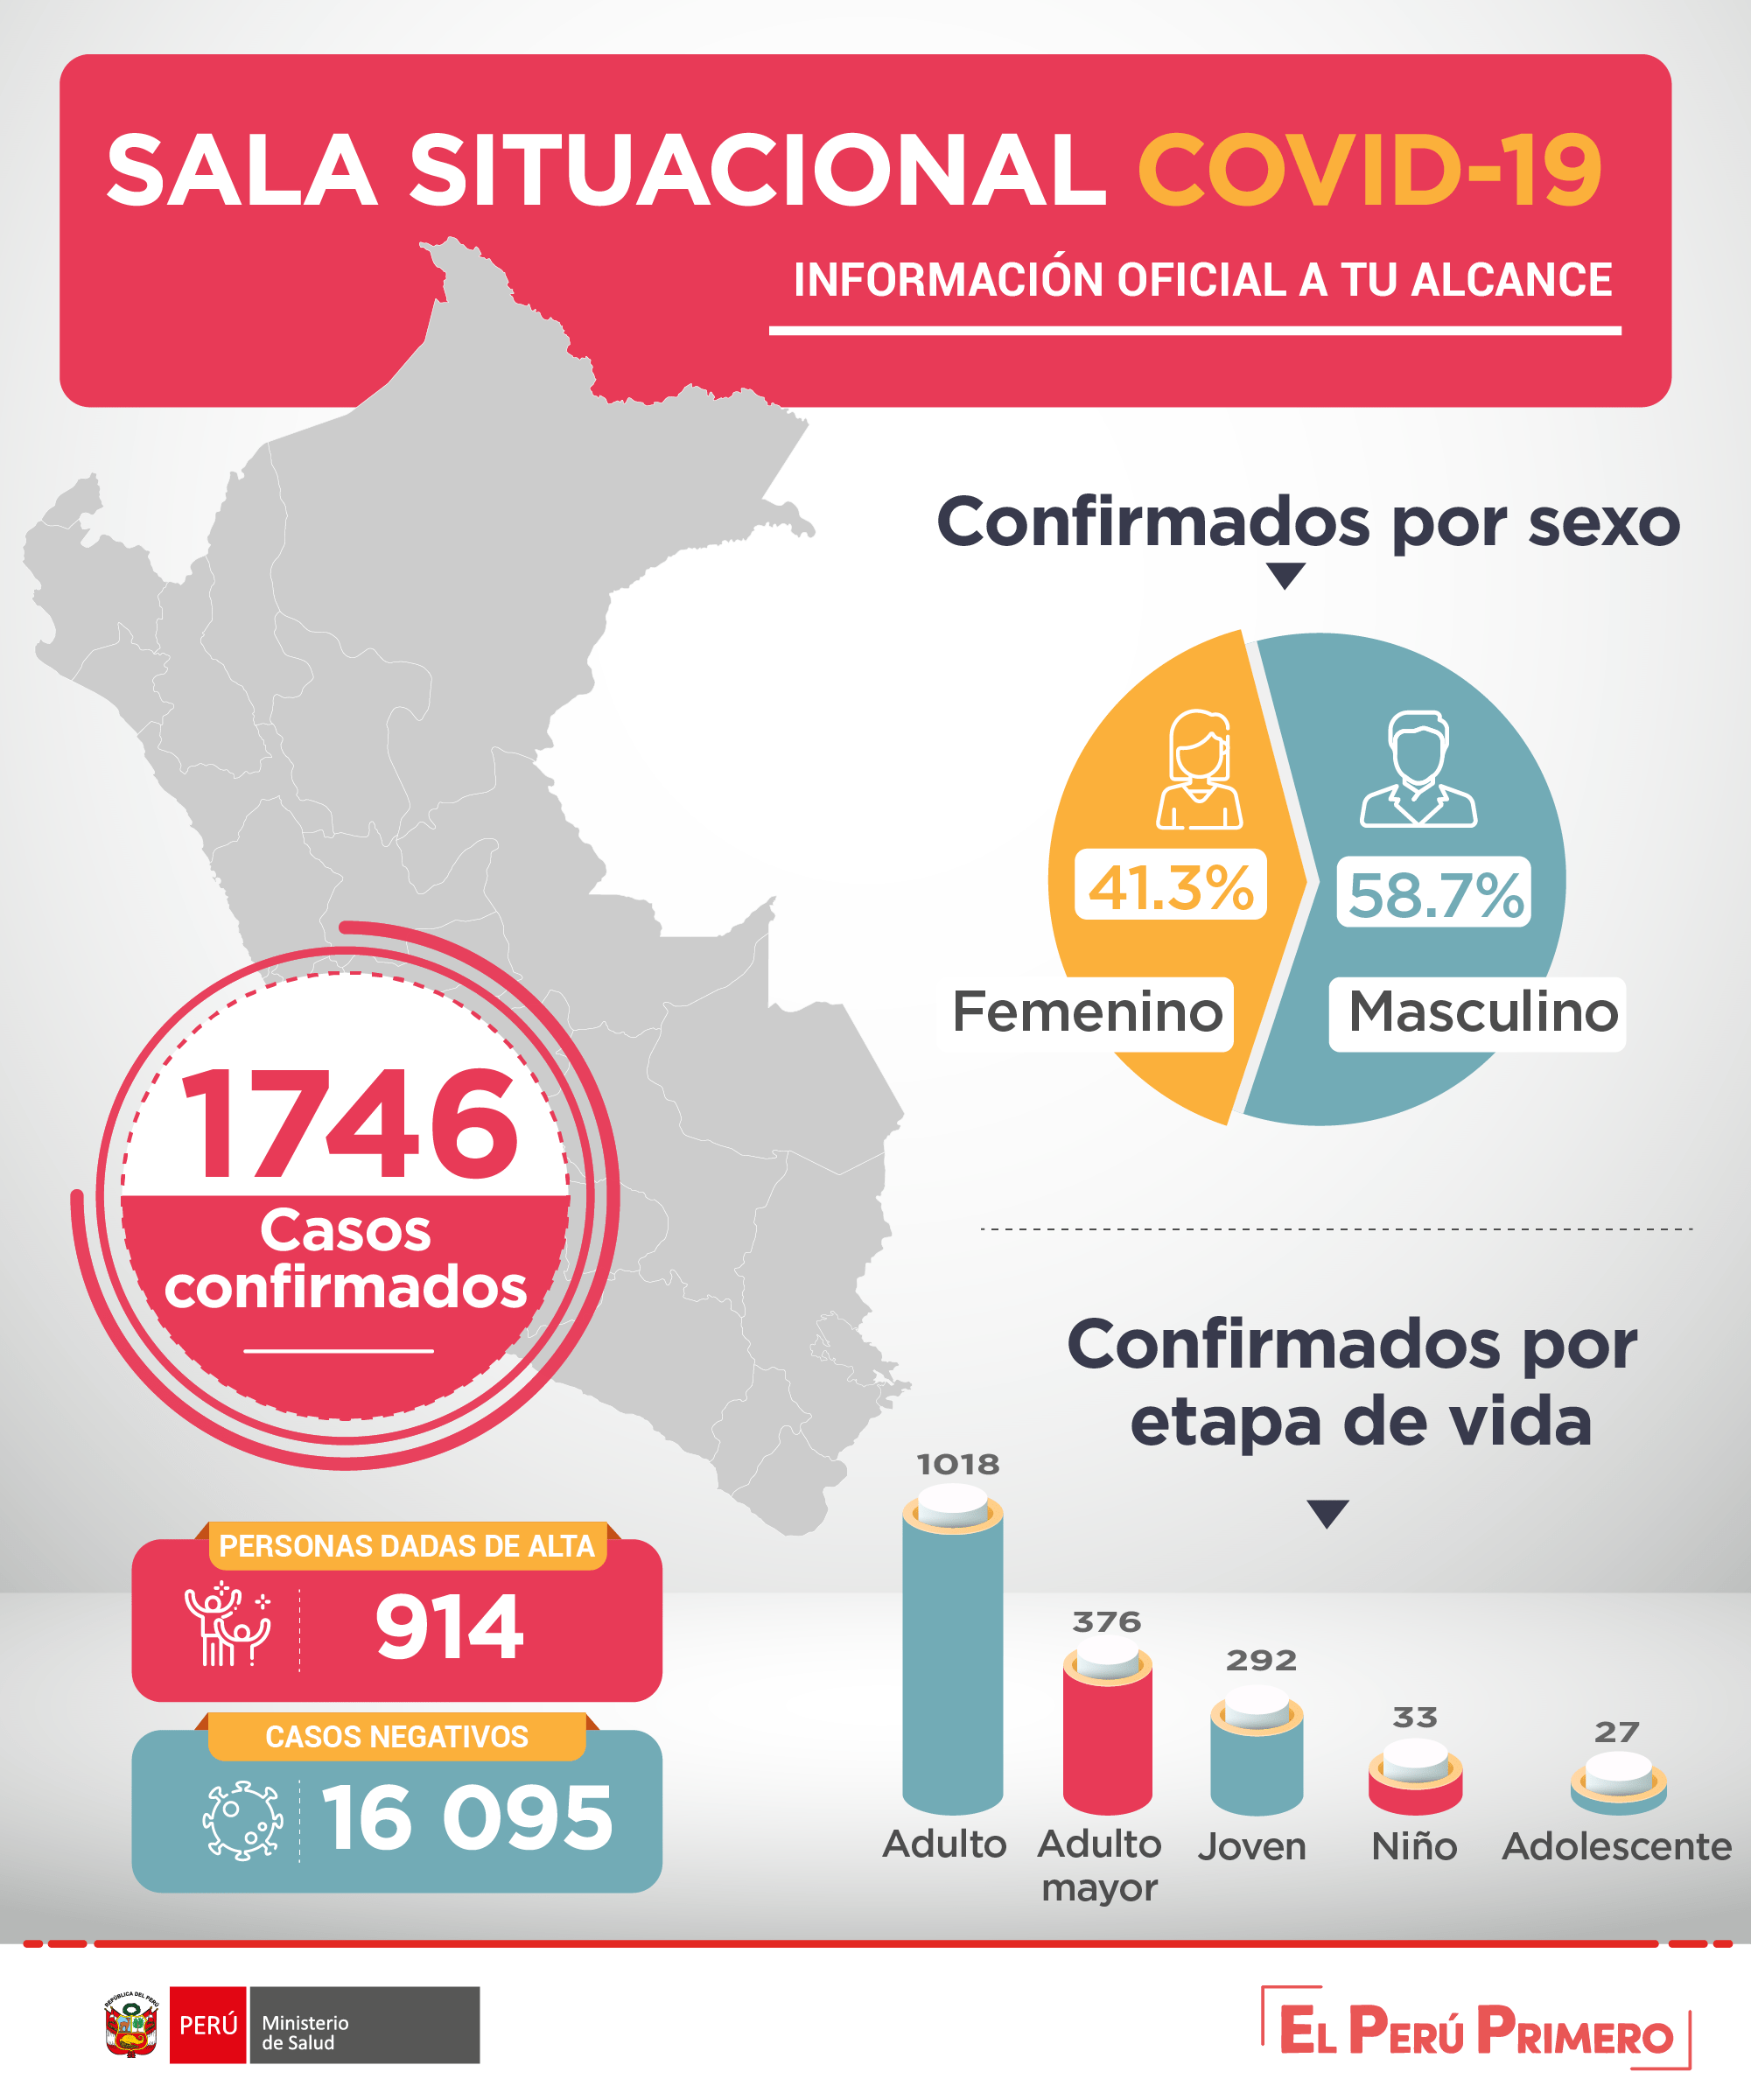 SALA SITUACIONAL COVID-19
INFORMACIÓN OFICIAL A TU ALCANCE
Confirmados por sexo
41.3%
58.7%
Femenino
Masculino
1746
Casos
confirmados
Confirmados por
etapa de vida
1018
376
292
33
27
Adulto
Adulto
mayor
Joven
Niño
Adolescente
PERSONAS DADAS DE ALTA
914
CASOS NEGATIVOS
16 095
REPÚBLICA DEL PERÚ
PERÚ
Ministerio
de Salud
EL PERÚ PRIMERO